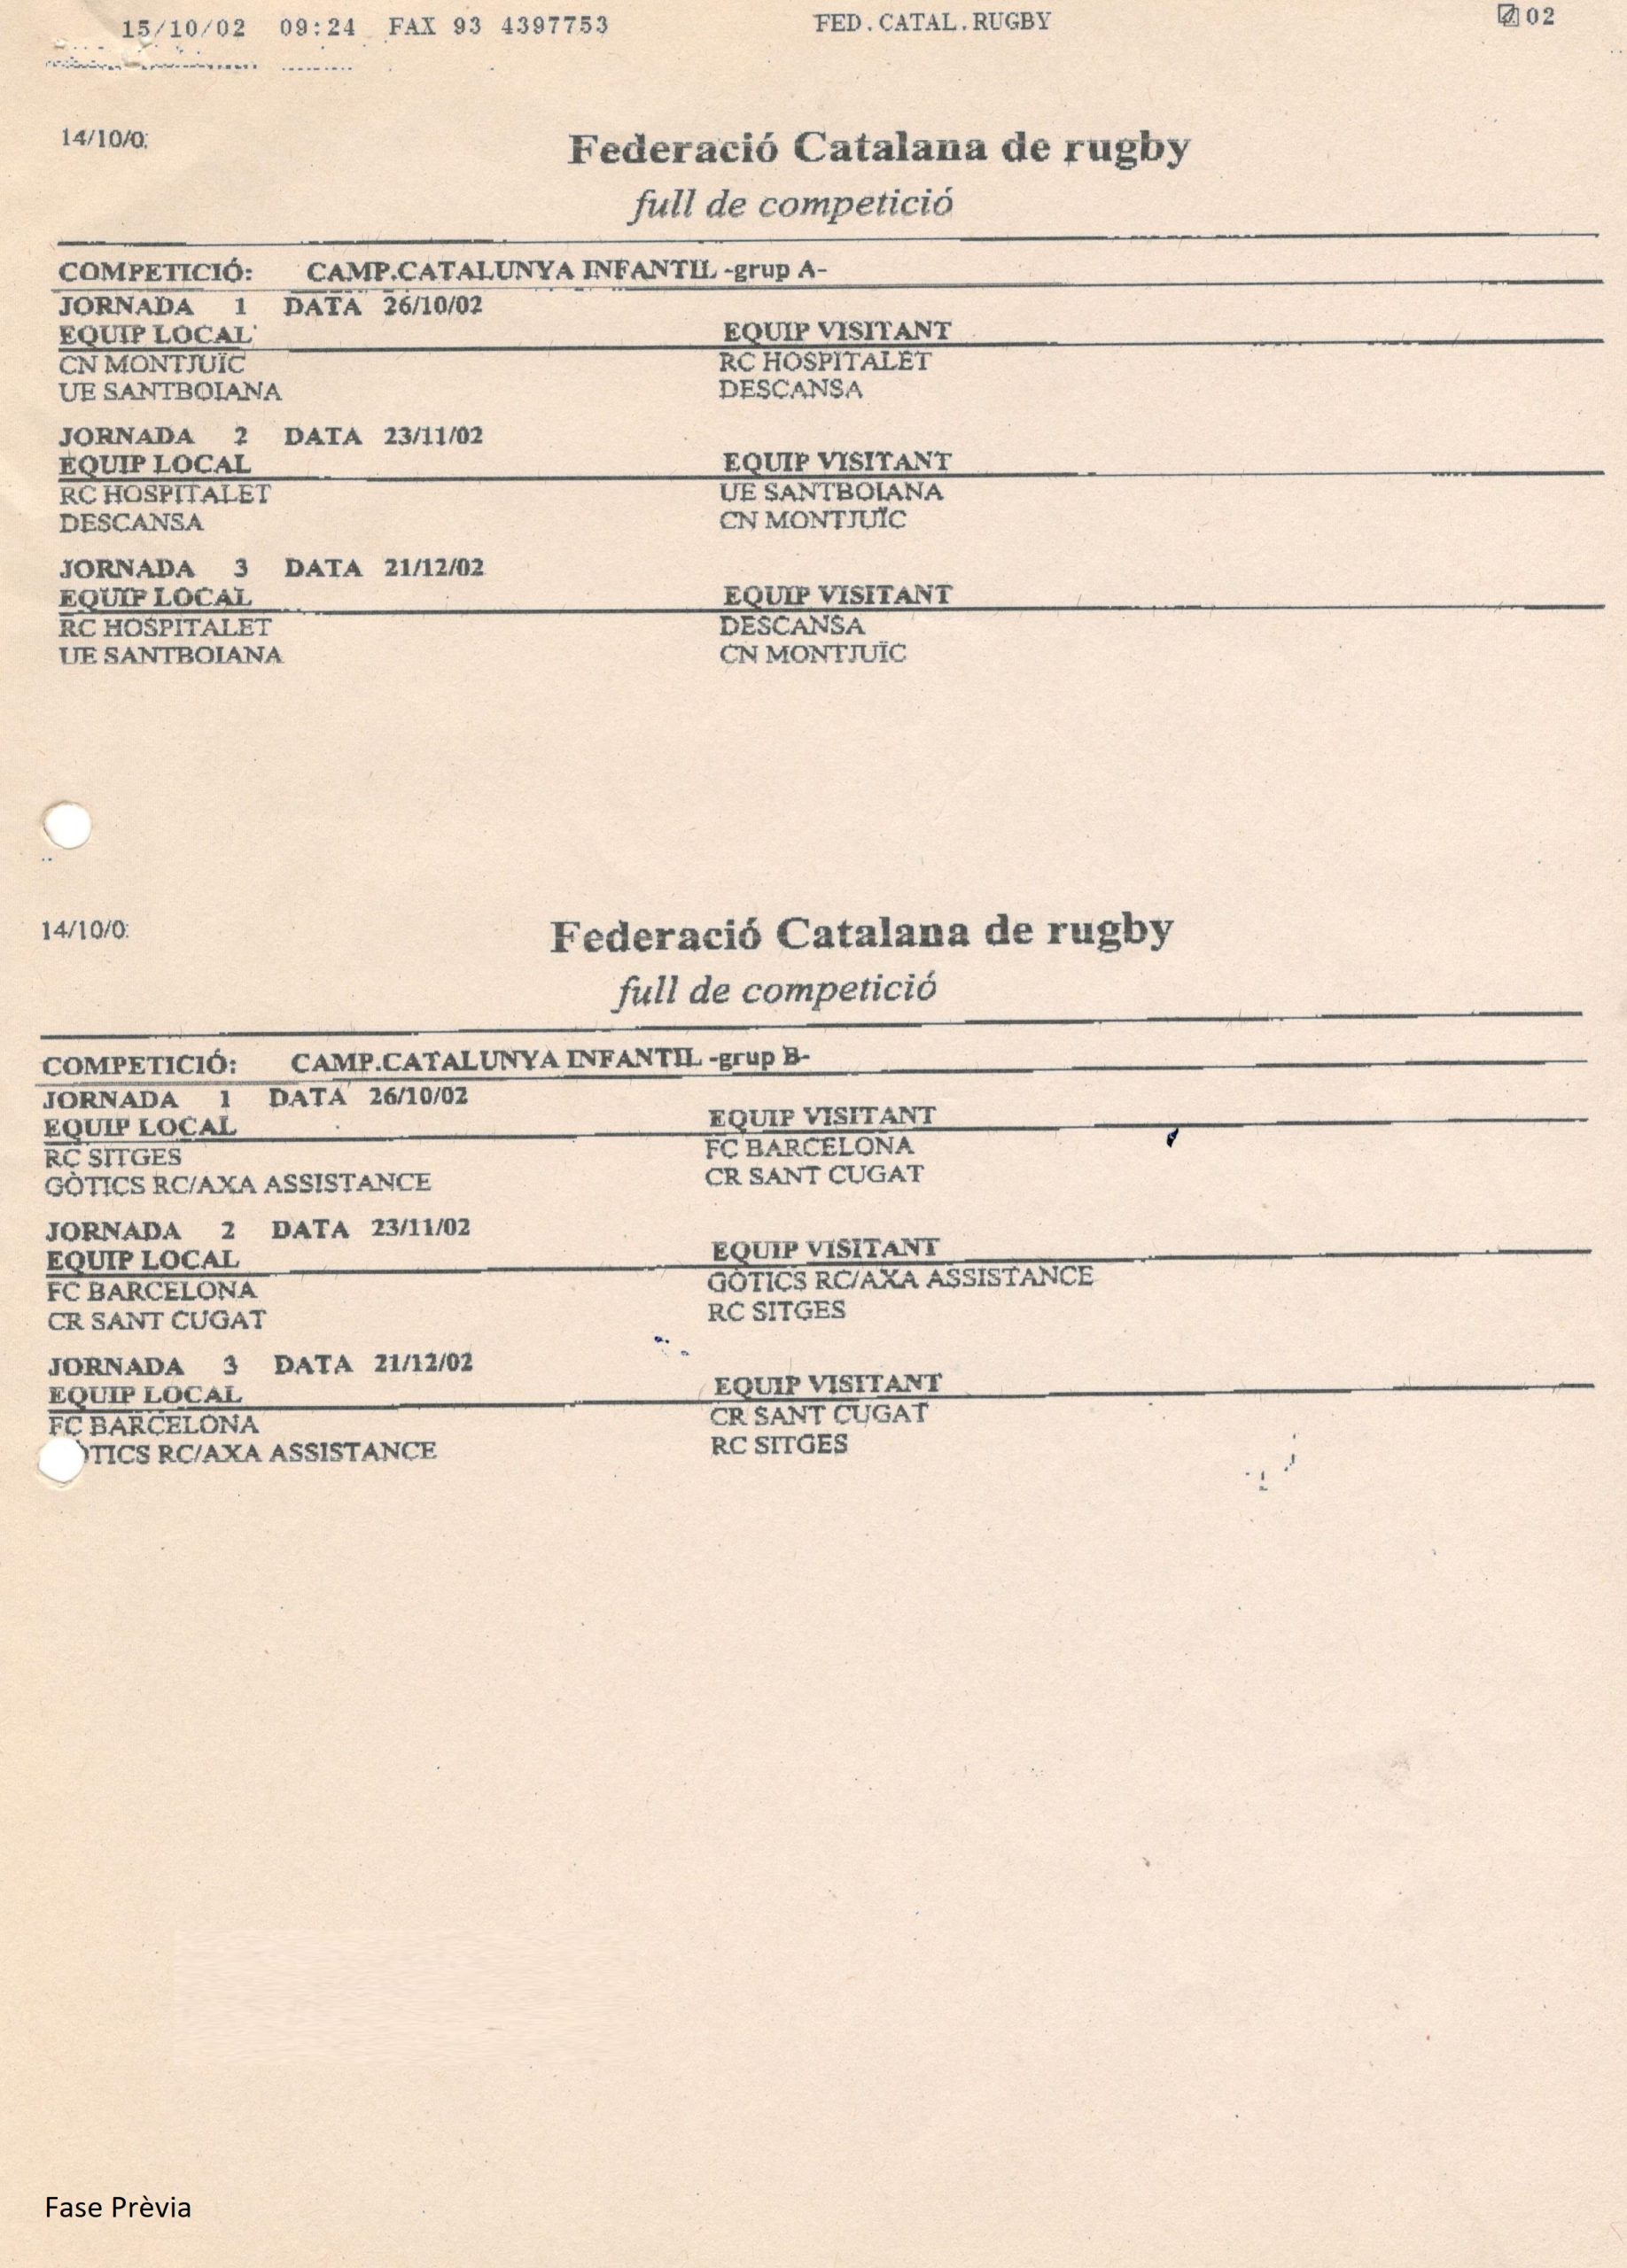 15/10/02 09:24 FAX 93 4397753 FED.CATAL.RUGBY 02
14/10/0
Federació Catalana de rugby
full de competició
COMPETICIÓ: CAMP.CATALUNYA INFANTIL -grup A-
JORNADA 1 DATA 26/10/02
EQUIP LOCAL EQUIP VISITANT
CN MONTJUÏC RC HOSPITALET
UE SANTBOIANA DESCANSA
JORNADA 2 DATA 23/11/02
EQUIP LOCAL EQUIP VISITANT
RC HOSPITALET UE SANTBOIANA
DESCANSA CN MONTJUÏC
JORNADA 3 DATA 21/12/02
EQUIP LOCAL EQUIP VISITANT
RC HOSPITALET DESCANSA
UE SANTBOIANA CN MONTJUÏC
14/10/0
Federació Catalana de rugby
full de competició
COMPETICIÓ: CAMP.CATALUNYA INFANTIL -grup B-
JORNADA 1 DATA 26/10/02
EQUIP LOCAL EQUIP VISITANT
RC SITGES FC BARCELONA
GÒTICS RC/AXA ASSISTANCE CR SANT CUGAT
JORNADA 2 DATA 23/11/02
EQUIP LOCAL EQUIP VISITANT
FC BARCELONA GÒTICS RC/AXA ASSISTANCE
CR SANT CUGAT RC SITGES
JORNADA 3 DATA 21/12/02
EQUIP LOCAL EQUIP VISITANT
FC BARCELONA CR SANT CUGAT
ÒTICS RC/AXA ASSISTANCE RC SITGES
Fase Prèvia